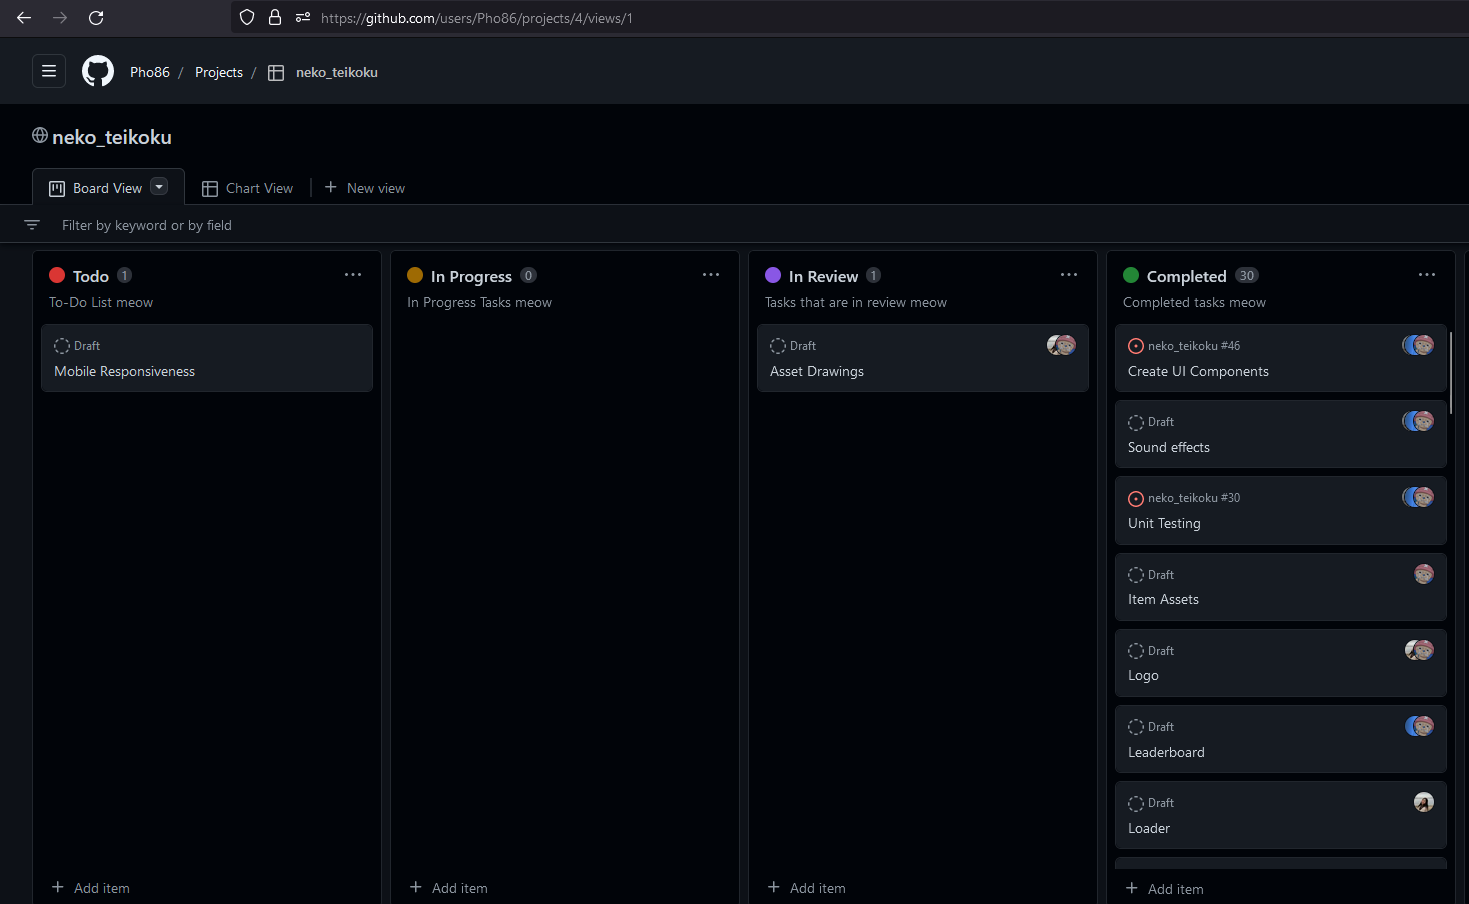 https://github.com/users/Pho86/projects/4/views/1
Pho86 / Projects / neko_teikoku
neko_teikoku
Board View Chart View New view
Filter by keyword or by field
Todo 1
To-Do List meow
Draft
Mobile Responsiveness
Add item
In Progress 0
In Progress Tasks meow
Add item
In Review 1
Tasks that are in review meow
Draft
Asset Drawings
Add item
Completed 30
Completed tasks meow
neko_teikoku #46
Create UI Components
Draft
Sound effects
neko_teikoku #30
Unit Testing
Draft
Item Assets
Draft
Logo
Draft
Leaderboard
Draft
Loader
Add item